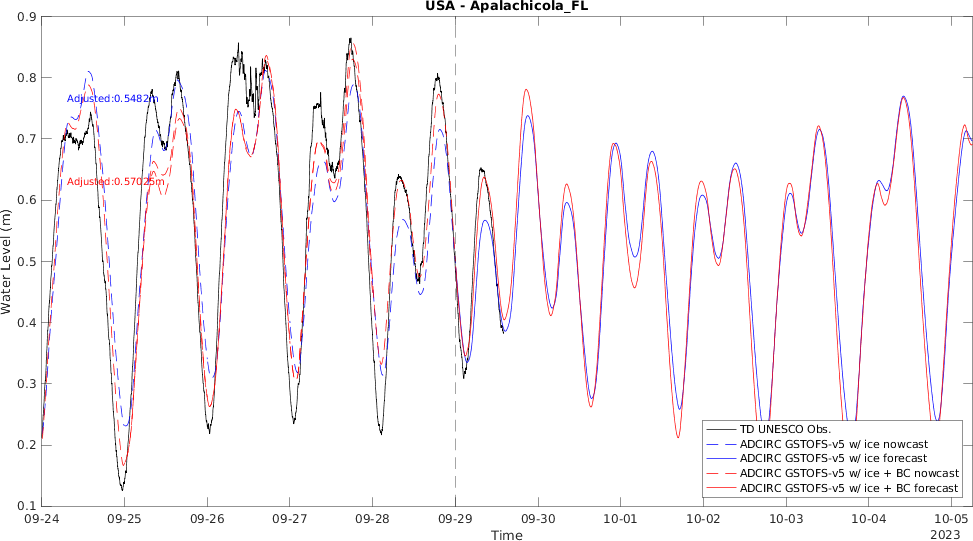 USA - Apalachicola_FL
0.9
0.8
0.7
0.6
0.5
0.4
0.3
0.2
0.1
Water Level (m)
Adjusted:0.5482m
Adjusted:0.57025m
TD UNESCO Obs.
ADCIRC GSTOFS-v5 w/ ice nowcast
ADCIRC GSTOFS-v5 w/ ice forecast
ADCIRC GSTOFS-v5 w/ ice + BC nowcast
ADCIRC GSTOFS-v5 w/ ice + BC forecast
09-24 09-25 09-26 09-27 09-28 09-29 09-30 10-01 10-02 10-03 10-04 10-05
Time 2023